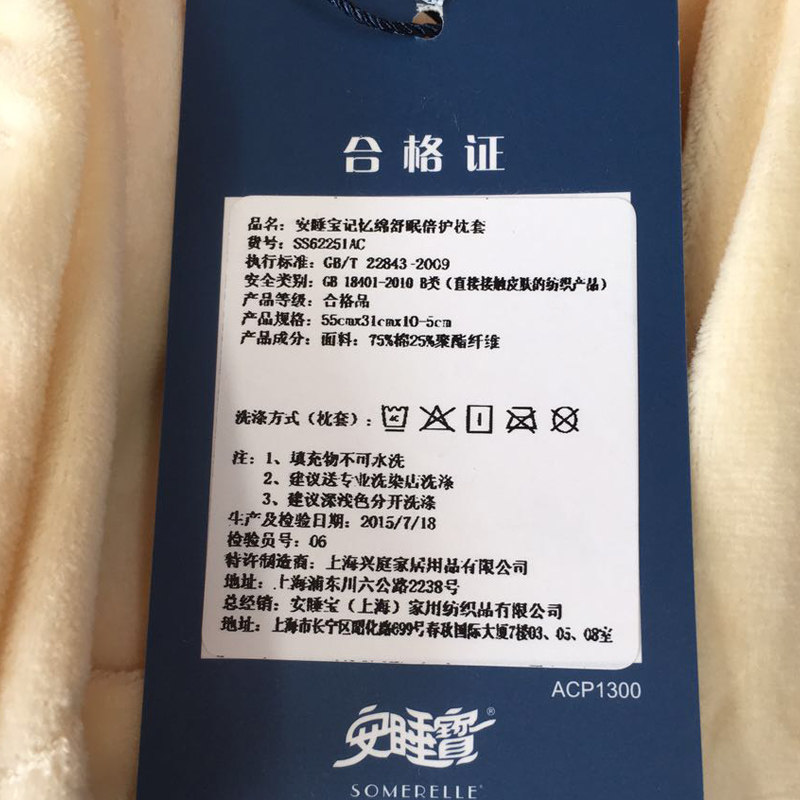 合格证
品名：安睡宝记忆绵舒眠倍护枕套
货号：SS62251AC
执行标准：GB/T 22843-2009
安全类别：GB 18401-2010 B类（直接接触皮肤的纺织产品）
产品等级：合格品
产品规格：55cmx31cmx10-5cm
产品成分：面料：75%棉25%聚酯纤维
洗涤方式（枕套）：
注：1、填充物不可水洗
2、建议送专业洗染店洗涤
3、建议深浅色分开洗涤
生产及检验日期：2015/7/18
检验员号：06
特许制造商：上海兴庭家居用品有限公司
地址：上海浦东川六公路2238号
总经销：安睡宝（上海）家用纺织品有限公司
地址：上海市长宁区昭化路699号春玫国际大厦7楼03、05、08室
ACP1300
安睡寶®
SOMERELLE®